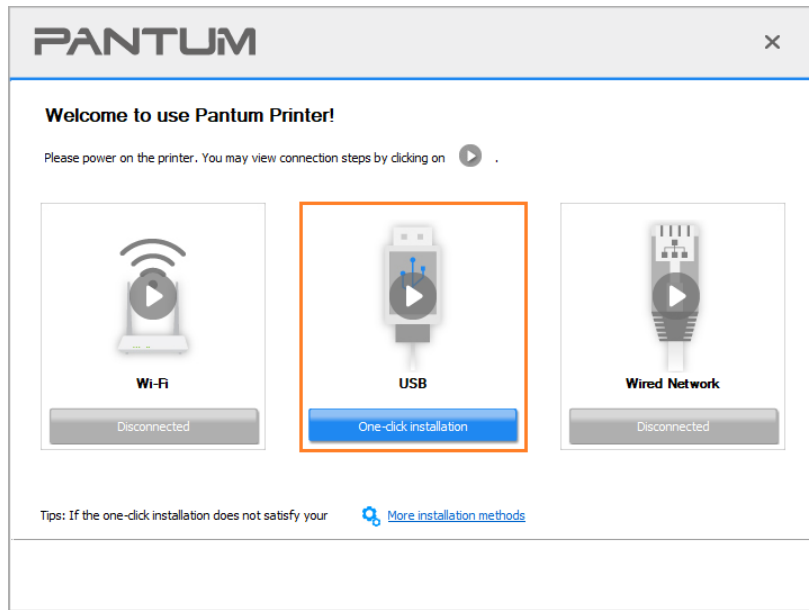 PANTUM
Welcome to use Pantum Printer!
Please power on the printer. You may view connection steps by clicking on .
Wi-Fi
USB
Wired Network
Disconnected
One-click installation
Disconnected
Tips: If the one-click installation does not satisfy your More installation methods